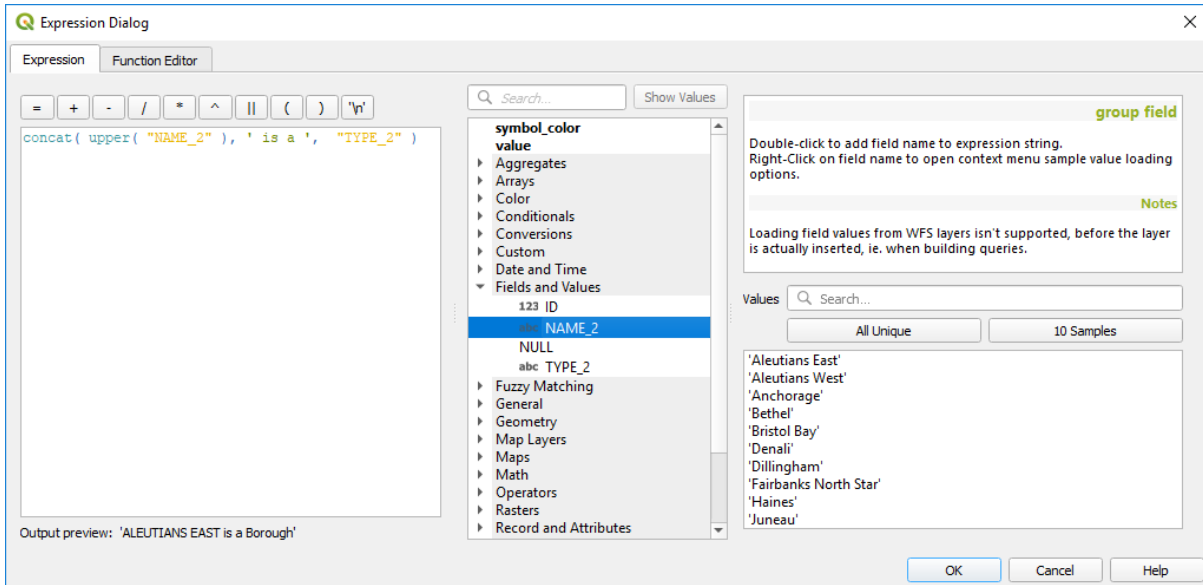 Expression Dialog
Expression
Function Editor
= + - / * ^ || ( ) '\n'
concat( upper( "NAME_2" ), ' is a ',  "TYPE_2" )
Output preview: 'ALEUTIANS EAST is a Borough'
Search...
Show Values
symbol_color
value
Aggregates
Arrays
Color
Conditionals
Conversions
Custom
Date and Time
Fields and Values
123 ID
abc NAME_2
NULL
abc TYPE_2
Fuzzy Matching
General
Geometry
Map Layers
Maps
Math
Operators
Rasters
Record and Attributes
group field
Double-click to add field name to expression string.
Right-Click on field name to open context menu sample value loading
options.
Notes
Loading field values from WFS layers isn't supported, before the layer
is actually inserted, ie. when building queries.
Values
Search...
All Unique
10 Samples
'Aleutians East'
'Aleutians West'
'Anchorage'
'Bethel'
'Bristol Bay'
'Denali'
'Dillingham'
'Fairbanks North Star'
'Haines'
'Juneau'
OK
Cancel
Help